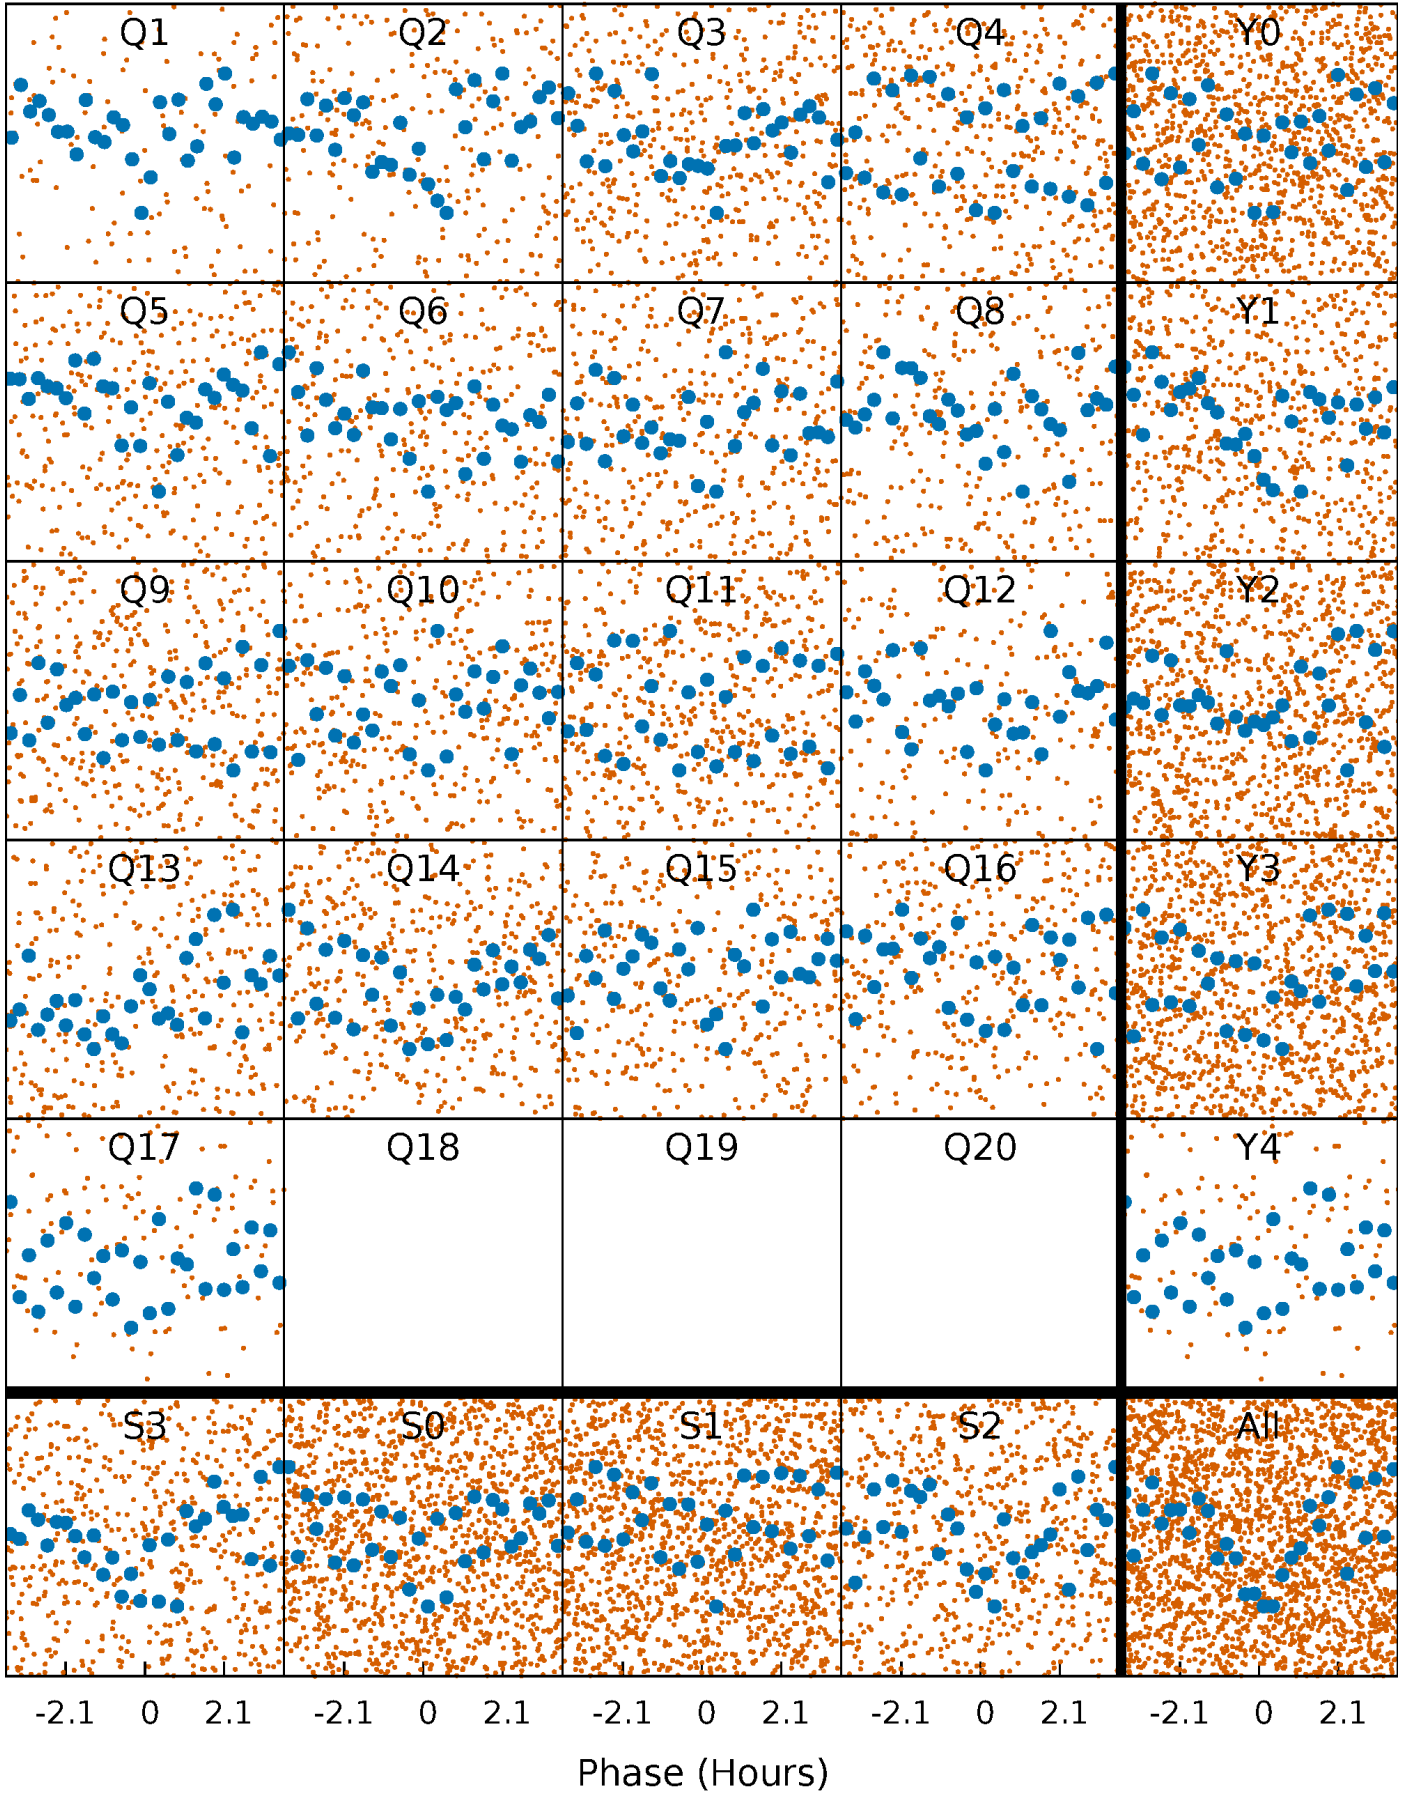 Q1 Q2 Q3 Q4 Y0
Q5 Q6 Q7 Q8 Y1
Q9 Q10 Q11 Q12 Y2
Q13 Q14 Q15 Q16 Y3
Q17 Q18 Q19 Q20 Y4
S3 S0 S1 S2 All
-2.1 0 2.1 -2.1 0 2.1 -2.1 0 2.1 -2.1 0 2.1 -2.1 0 2.1
Phase (Hours)